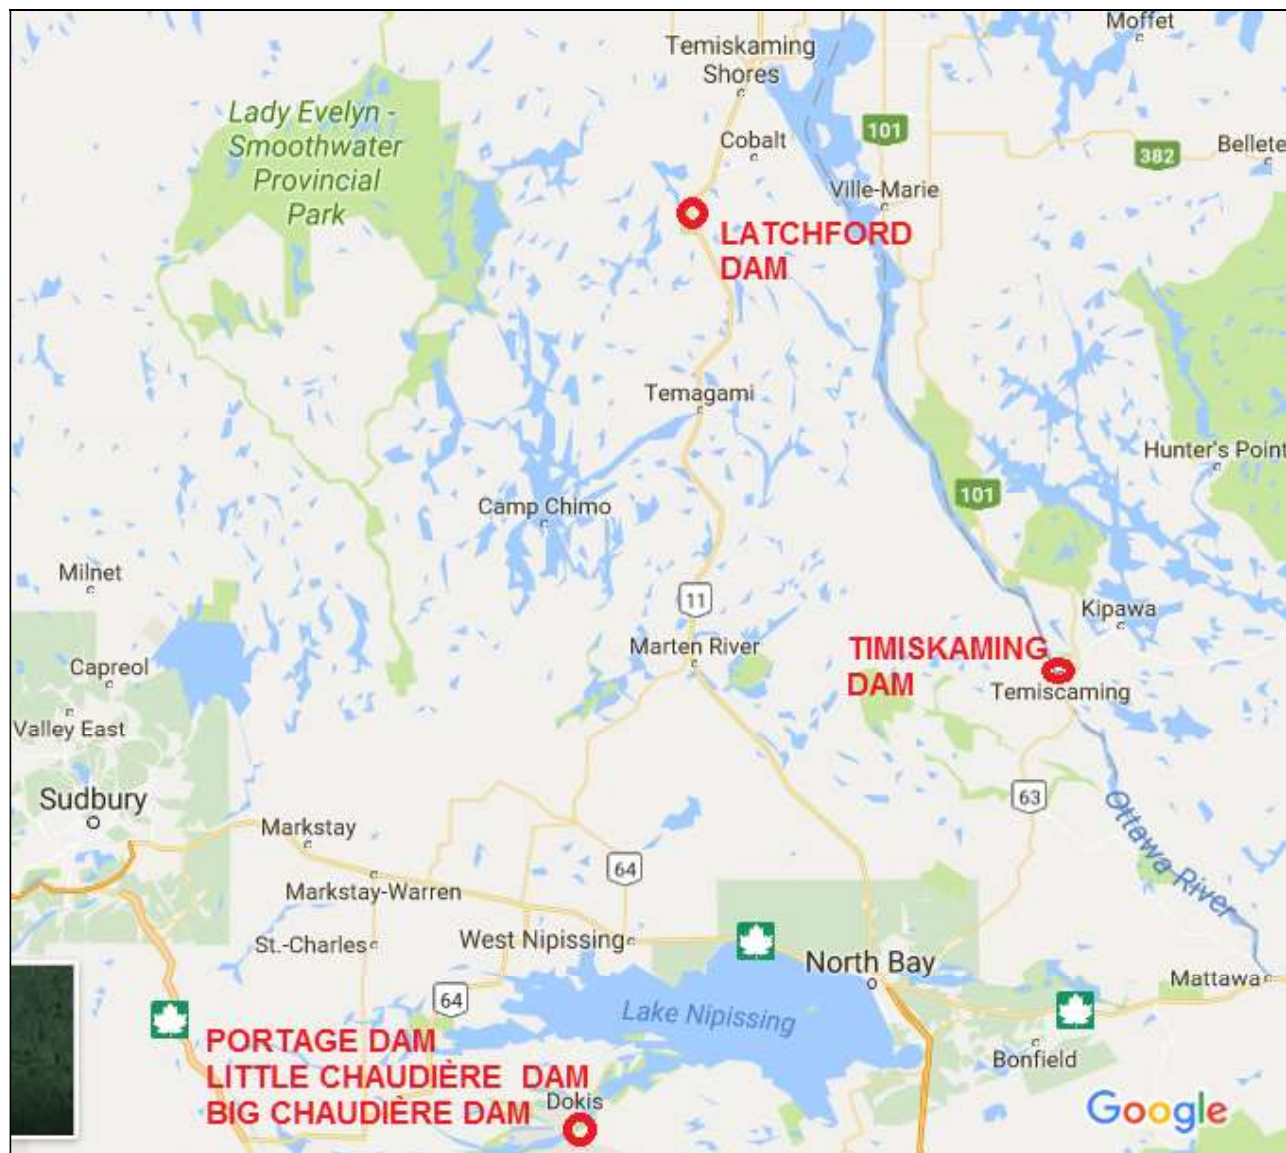 Moffet
Temiskaming
Shores
Lady Evelyn -
Smoothwater
Provincial
Park
101
Cobalt
382
Bellete
Ville-Marie
LATCHFORD
DAM
Temagami
Hunter's Point
101
Camp Chimo
Milnet
11
Kipawa
Marten River
TIMISKAMING
DAM
Capreol
Temiscaming
Valley East
63
Sudbury
Ottawa River
Markstay
64
Markstay-Warren
St.-Charles
West Nipissing
North Bay
Mattawa
64
Lake Nipissing
PORTAGE DAM
LITTLE CHAUDIÈRE DAM
BIG CHAUDIÈRE DAM
Dokis
Bonfield
Google